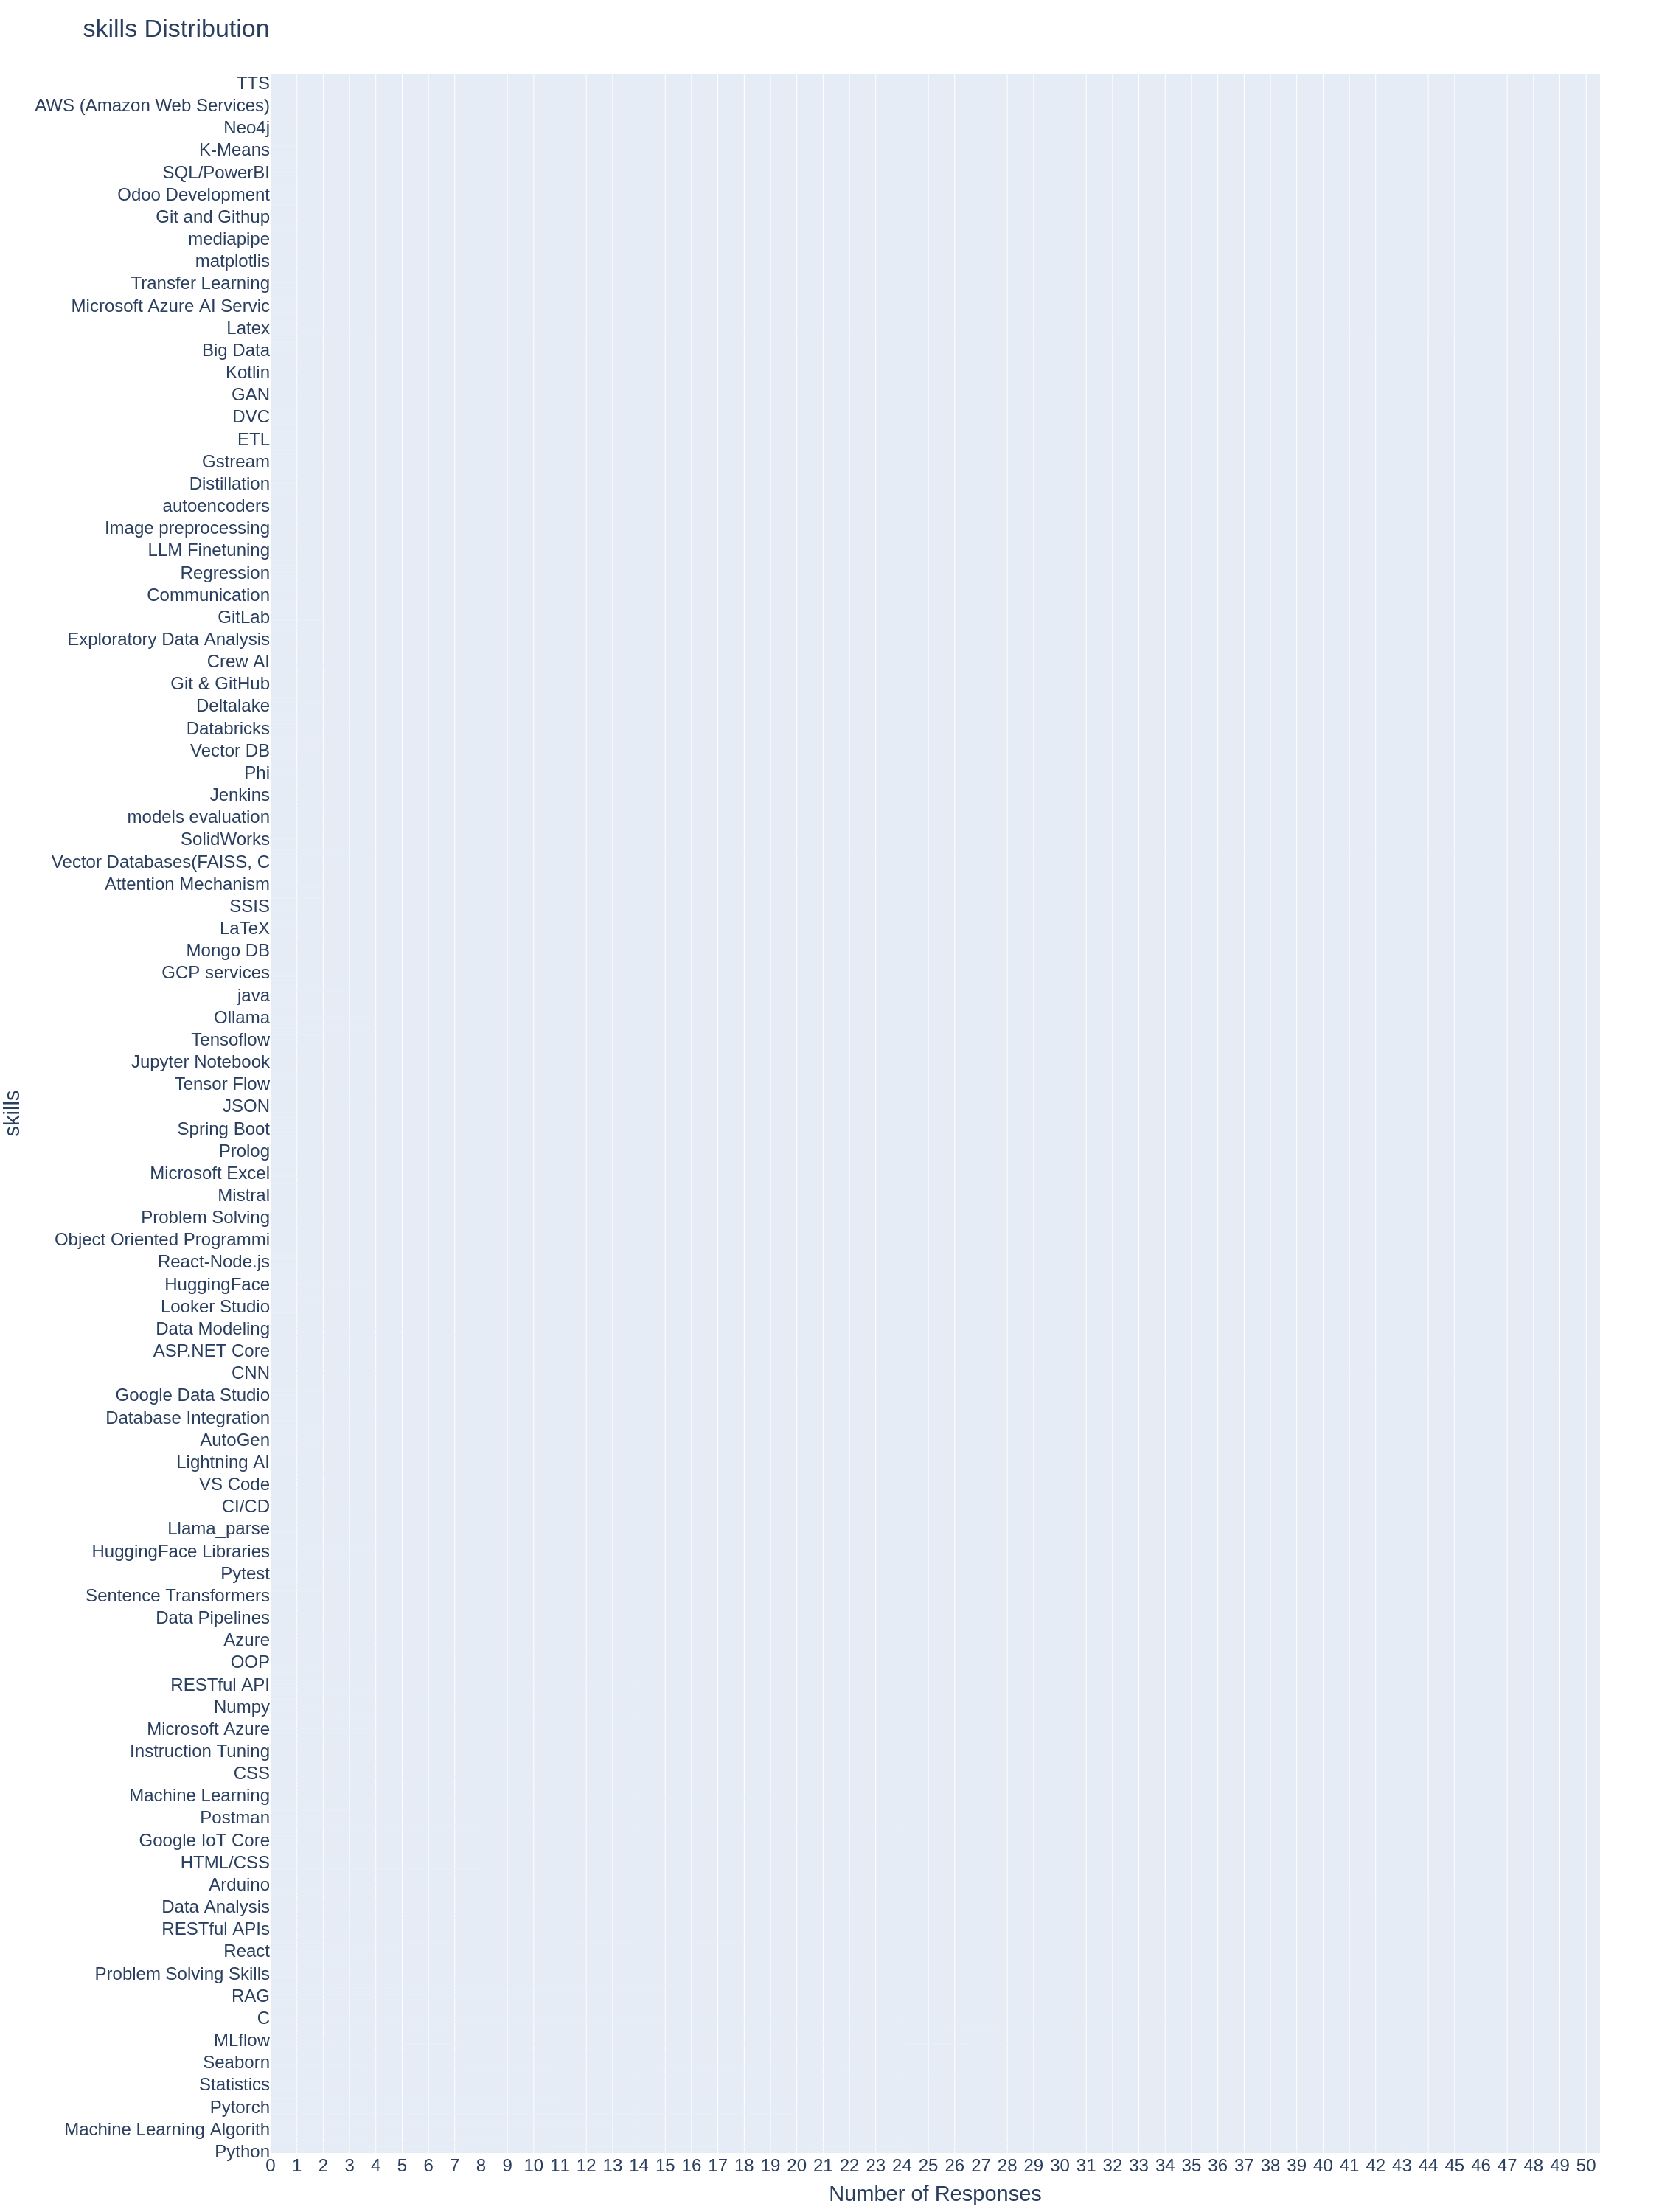 skills Distribution
TTS
AWS (Amazon Web Services)
Neo4j
K-Means
SQL/PowerBI
Odoo Development
Git and Githup
mediapipe
matplotlis
Transfer Learning
Microsoft Azure AI Servic
Latex
Big Data
Kotlin
GAN
DVC
ETL
Gstream
Distillation
autoencoders
Image preprocessing
LLM Finetuning
Regression
Communication
GitLab
Exploratory Data Analysis
Crew AI
Git & GitHub
Deltalake
Databricks
Vector DB
Phi
Jenkins
models evaluation
SolidWorks
Vector Databases(FAISS, C
Attention Mechanism
SSIS
LaTeX
Mongo DB
GCP services
java
Ollama
Tensoflow
Jupyter Notebook
Tensor Flow
JSON
Spring Boot
Prolog
Microsoft Excel
Mistral
Problem Solving
Object Oriented Programmi
React-Node.js
HuggingFace
Looker Studio
Data Modeling
ASP.NET Core
CNN
Google Data Studio
Database Integration
AutoGen
Lightning AI
VS Code
CI/CD
Llama_parse
HuggingFace Libraries
Pytest
Sentence Transformers
Data Pipelines
Azure
OOP
RESTful API
Numpy
Microsoft Azure
Instruction Tuning
CSS
Machine Learning
Postman
Google IoT Core
HTML/CSS
Arduino
Data Analysis
RESTful APIs
React
Problem Solving Skills
RAG
C
MLflow
Seaborn
Statistics
Pytorch
Machine Learning Algorith
Python
skills
0 1 2 3 4 5 6 7 8 9 10 11 12 13 14 15 16 17 18 19 20 21 22 23 24 25 26 27 28 29 30 31 32 33 34 35 36 37 38 39 40 41 42 43 44 45 46 47 48 49 50
Number of Responses